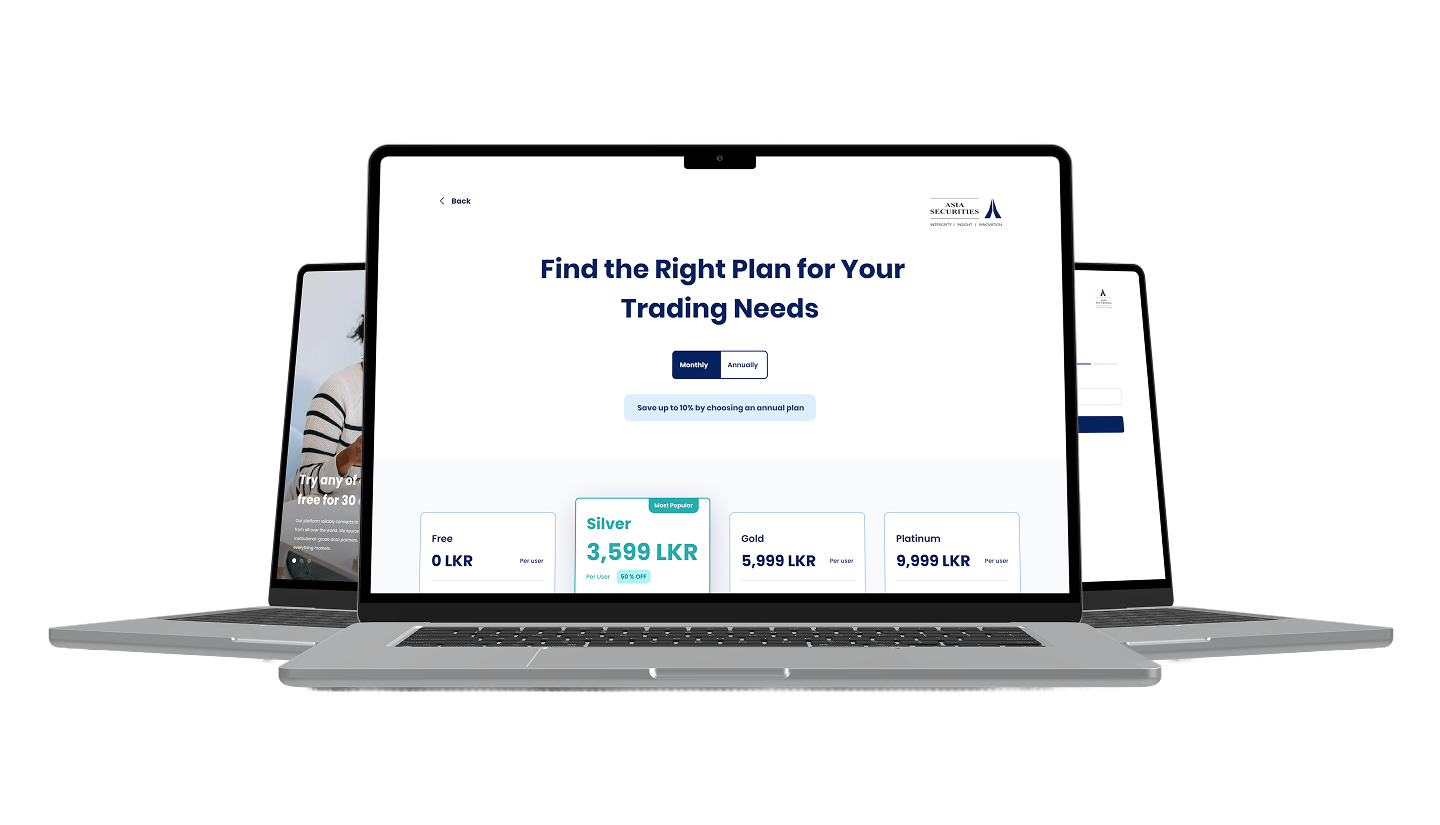 Back
ASIA
SECURITIES
INTERGRITY | INSIGHT | INNOVATION
Find the Right Plan for Your
Trading Needs
Monthly
Annually
Save up to 10% by choosing an annual plan
Most Popular
Free
0 LKR
Per user
Silver
3,599 LKR
Per User
50 % OFF
Gold
5,999 LKR
Per user
Platinum
9,999 LKR
Per user
Try any of
free for 30
Our platform reliably connects to
from all over the world. We source
institutional-grade data partners.
everything markets.